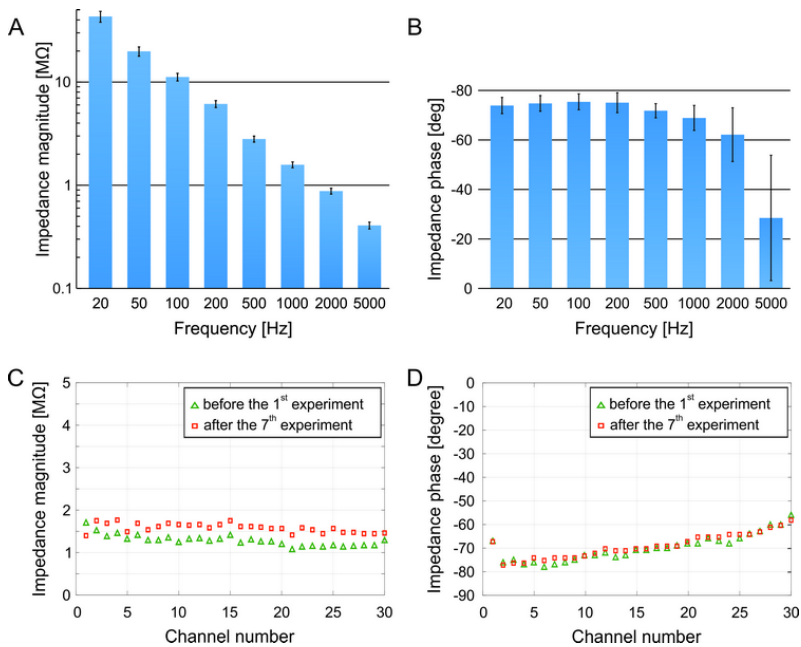 A
Impedance magnitude [MΩ]
10
1
0.1
20 50 100 200 500 1000 2000 5000
Frequency [Hz]
B
Impedance phase [deg]
-80
-60
-40
-20
0
20 50 100 200 500 1000 2000 5000
Frequency [Hz]
C
Impedance magnitude [MΩ]
5
4
3
2
1
0
before the 1st experiment
after the 7th experiment
0 5 10 15 20 25 30
Channel number
D
Impedance phase [degree]
0
-10
-20
-30
-40
-50
-60
-70
-80
-90
before the 1st experiment
after the 7th experiment
0 5 10 15 20 25 30
Channel number